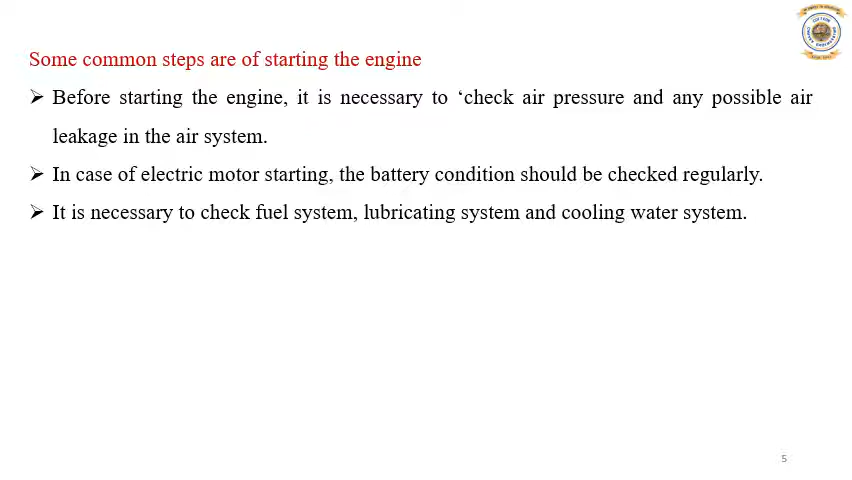 Some common steps are of starting the engine
➢ Before starting the engine, it is necessary to ‘check air pressure and any possible air
leakage in the air system.
➢ In case of electric motor starting, the battery condition should be checked regularly.
➢ It is necessary to check fuel system, lubricating system and cooling water system.
5